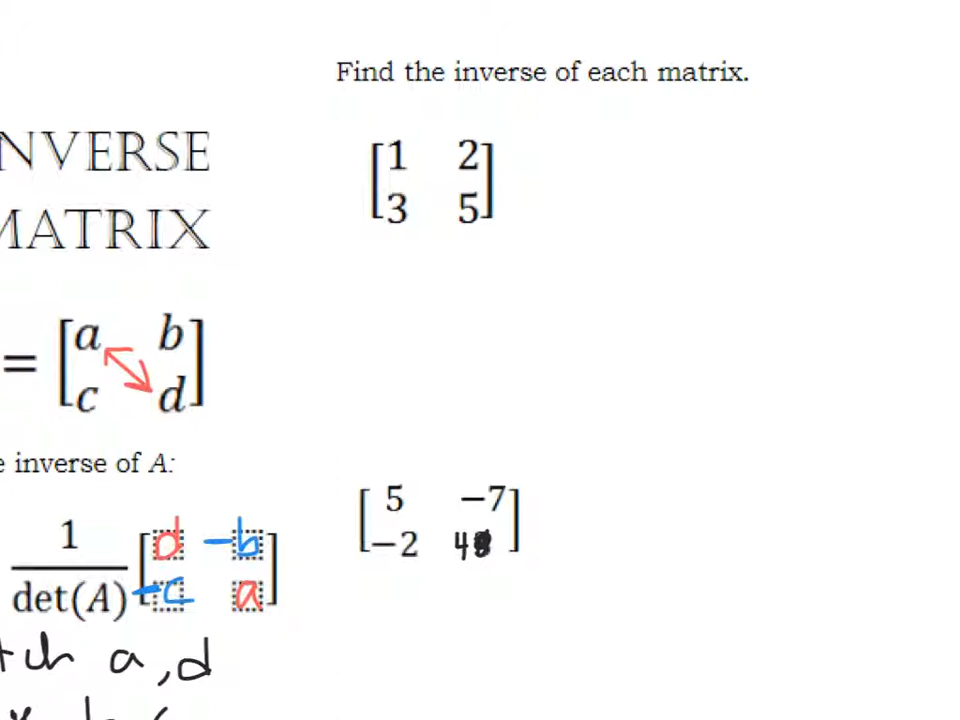 NVERSE
MATRIX
= [a b
c d]
e inverse of A:
1
det(A) [d -b
-c a]
tch a,d
Find the inverse of each matrix.
[1 2
3 5]
[5 −7
−2 4]